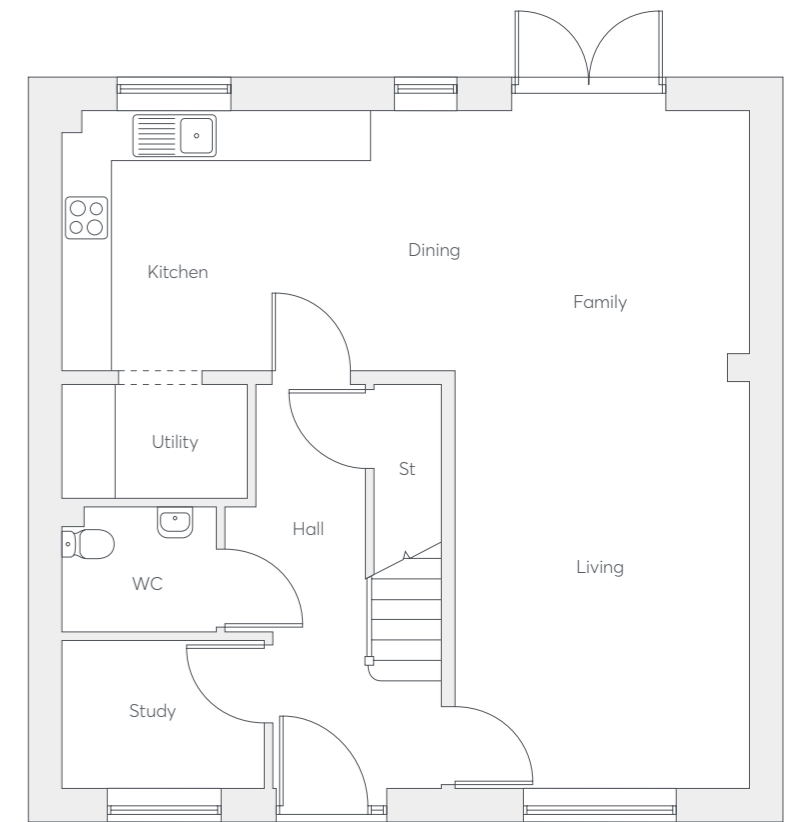 Dining
Kitchen
Family
Utility
St
Hall
Living
WC
Study